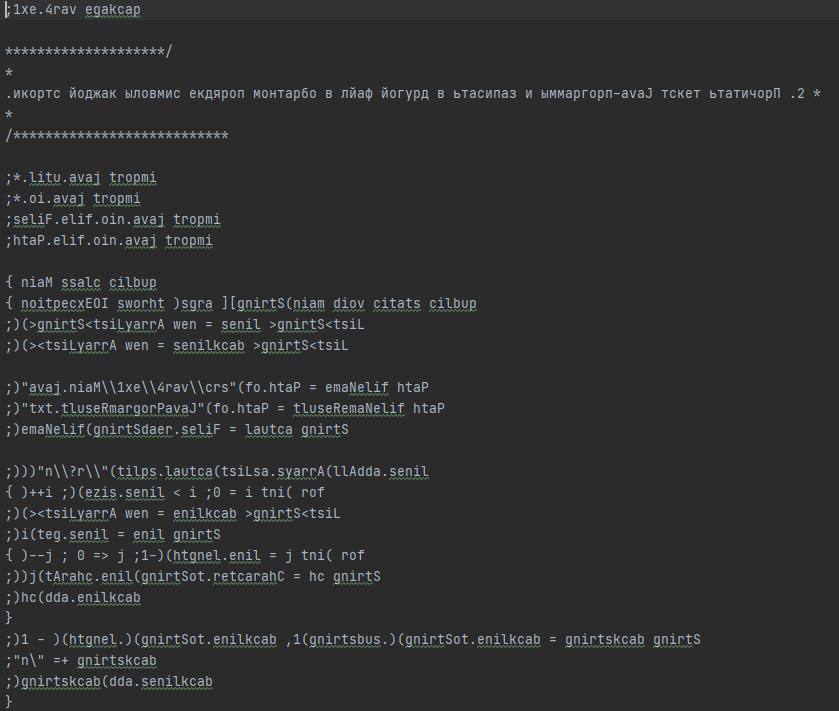 ;1xe.4rav egakcap
********************/
*
.икортс йоджак ыловмис екдяроп монтарбо в лйаф йогурд в ьтасипаз и ыммаргорп-avaJ тскет ьтатичорП .2 *
*
/***************************
;*.litu.avaj tropmi
;*.oi.avaj tropmi
;seliF.elif.oin.avaj tropmi
;htaP.elif.oin.avaj tropmi
{ niaM ssalc cilbup
{ noitpecxEOI sworht )sgra ][gnirtS(niam diov citats cilbup
;)(>gnirtS<tsiLyarrA wen = senil >gnirtS<tsiL
;)(><tsiLyarrA wen = senilkcab >gnirtS<tsiL
;)"avaj.niaM\\1xe\\4rav\\crs"(fo.htaP = emaNelif htaP
;)"txt.tluseRmargorPavaJ"(fo.htaP = tluseRemaNelif htaP
;)emaNelif(gnirtSdaer.seliF = lautca gnirtS
;)))"n\\?r\\"(tilps.lautca(tsiLsa.syarrA(llAdda.senil
{ )++i ;)(ezis.senil < i ;0 = i tni( rof
;)(><tsiLyarrA wen = enilkcab >gnirtS<tsiL
;)i(teg.senil = enil gnirtS
{ )--j ; 0 => j ;1-)(htgnel.enil = j tni( rof
;))j(tArahc.enil(gnirtSot.retcarahC = hc gnirtS
;)hc(dda.enilkcab
}
;)1 - )(htgnel.)(gnirtSot.enilkcab ,1(gnirtsbus.)(gnirtSot.enilkcab = gnirtskcab gnirtS
;"n\" =+ gnirtskcab
;)gnirtskcab(dda.senilkcab
}